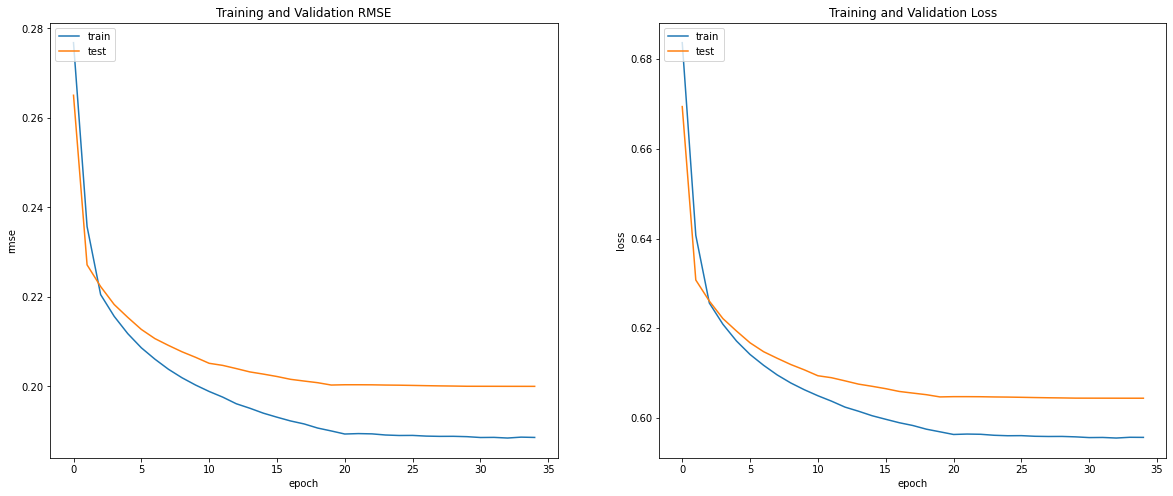 Training and Validation RMSE
train
test
0.28
0.26
0.24
0.22
0.20
rmse
0 5 10 15 20 25 30 35
epoch
Training and Validation Loss
train
test
0.68
0.66
0.64
0.62
0.60
loss
0 5 10 15 20 25 30 35
epoch